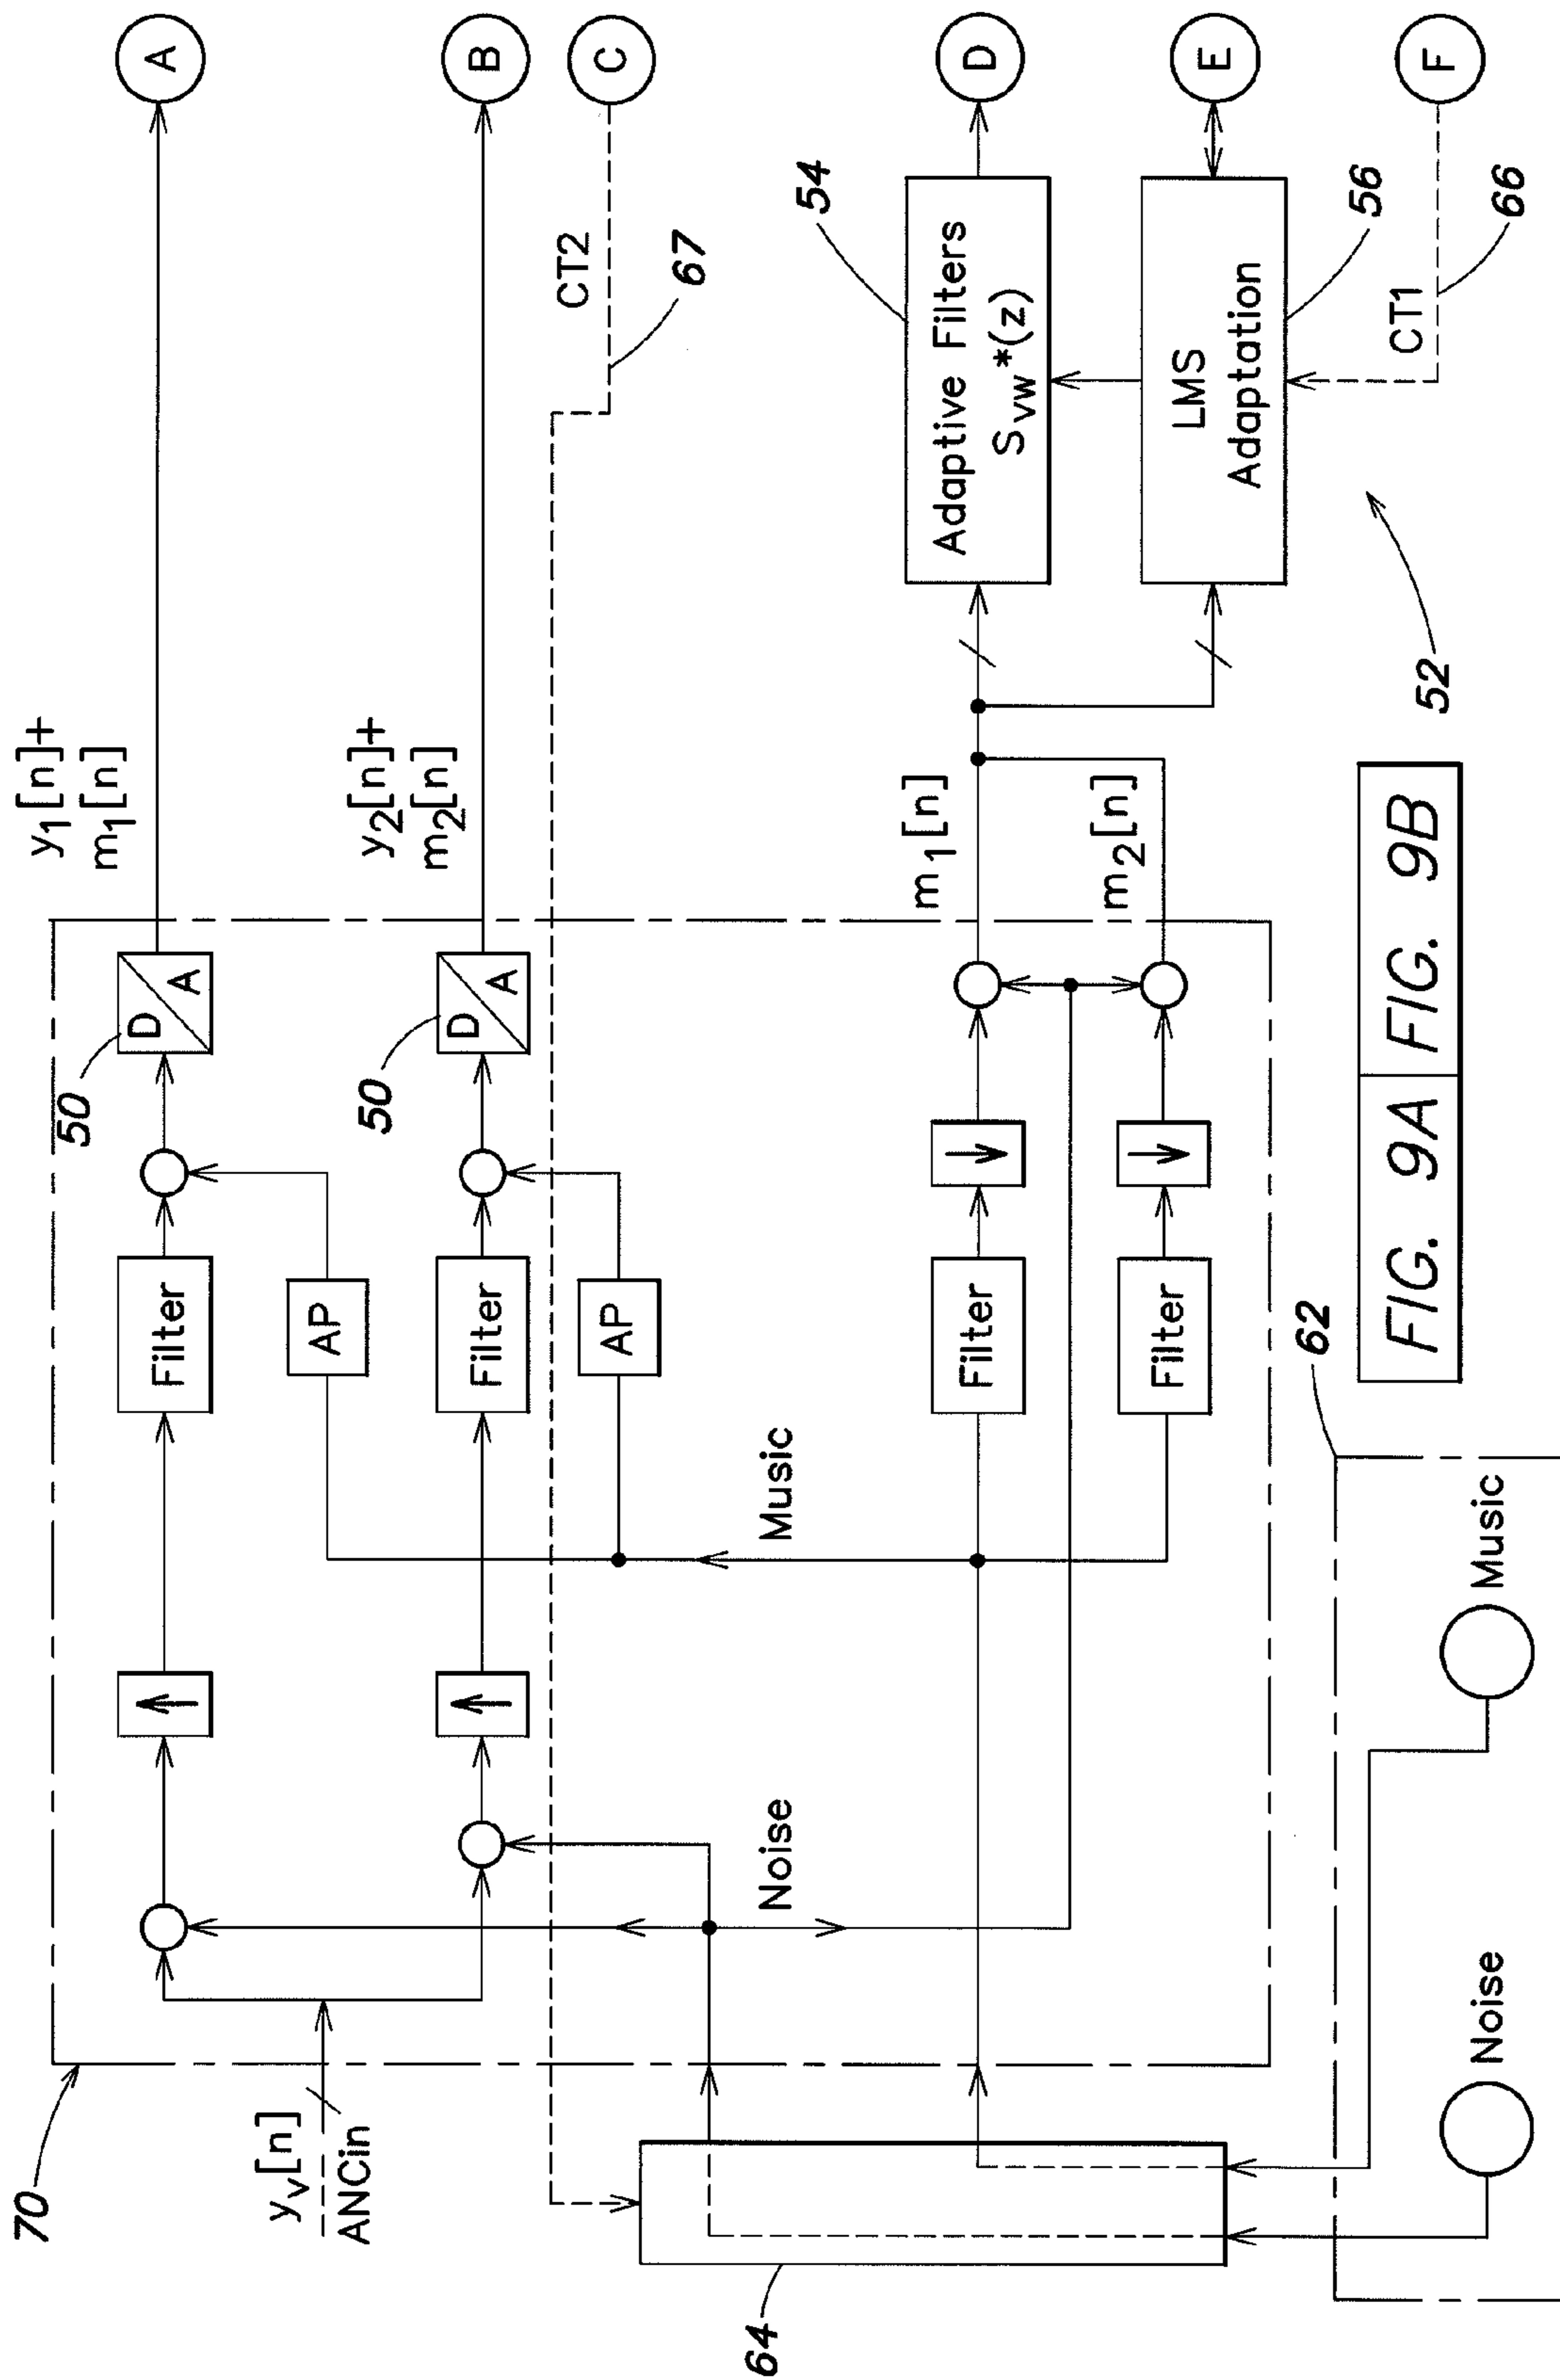 A
B
C
D
E
F
y1[n]+
m1[n]
y2[n]+
m2[n]
CT2
67
54
Adaptive Filters
Svw*(z)
LMS
Adaptation
56
CT1
66
52
50
D
A
50
D
A
Filter
AP
Filter
AP
m1[n]
m2[n]
Filter
Filter
Music
Noise
70
yv[n]
ANCin
64
62
Noise
Music
FIG. 9A FIG. 9B